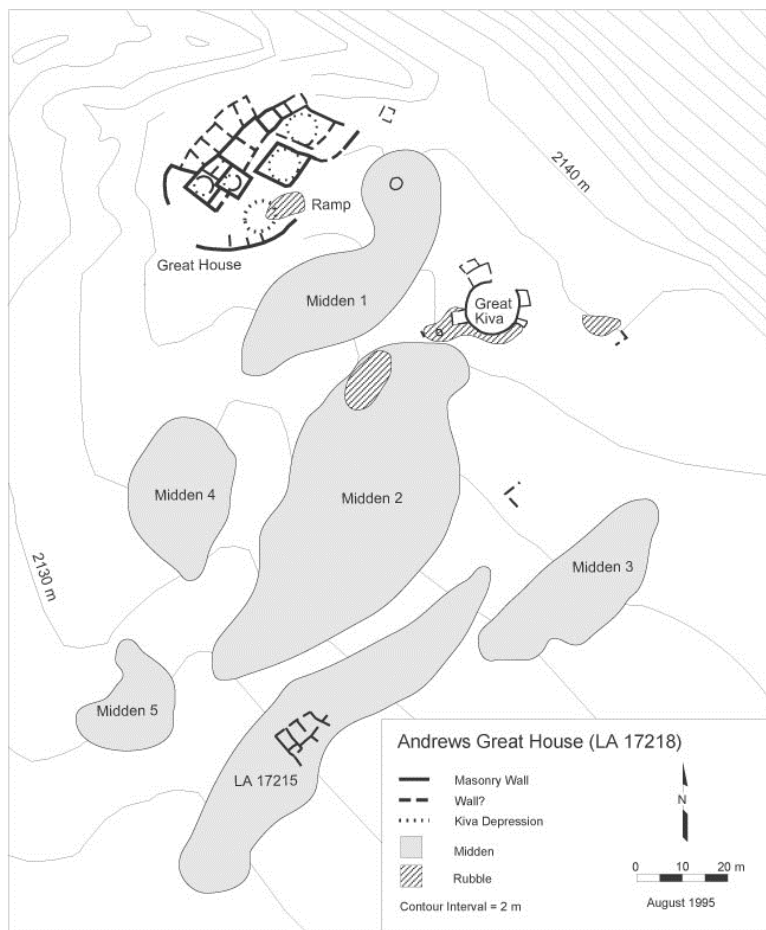 2140 m
Ramp
Great House
Midden 1
Great
Kiva
Midden 4
Midden 2
Midden 3
2130 m
Midden 5
LA 17215
Andrews Great House (LA 17218)
Masonry Wall
Wall?
Kiva Depression
Midden
Rubble
Contour Interval = 2 m
N
0 10 20 m
August 1995